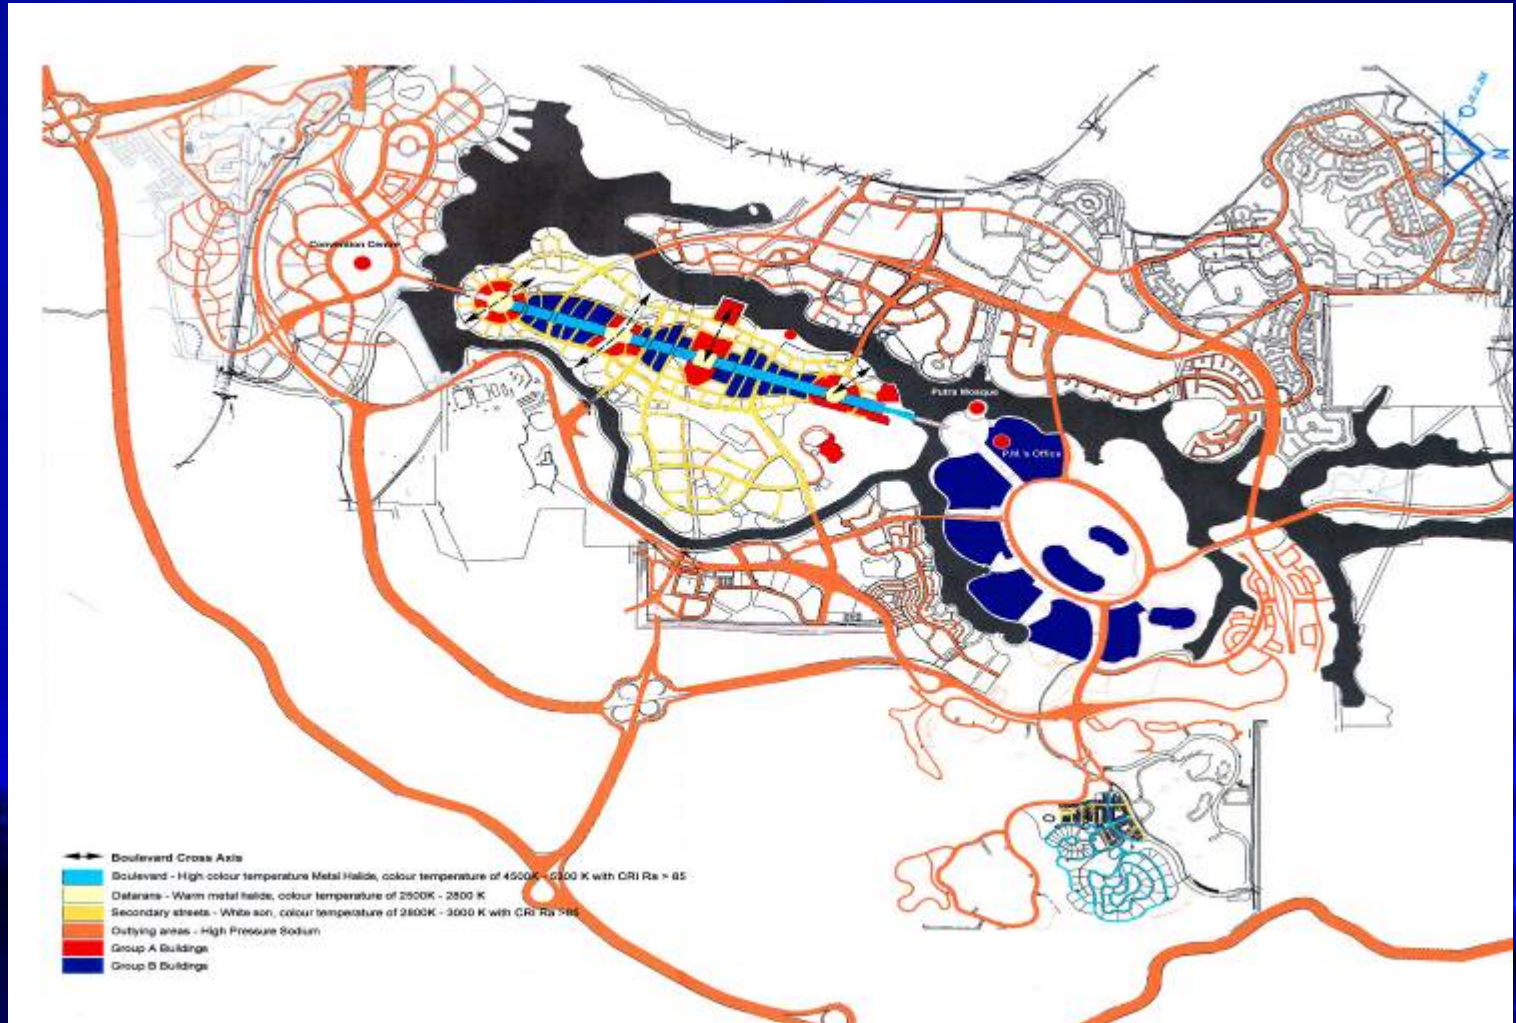 N
Convention Centre
Putra Mosque
P.M.'s Office
Boulevard Cross Axis
Boulevard - High colour temperature Metal Halide, colour temperature of 4500K - 5300 K with CRI Ra > 85
Datarans - Warm metal halide, colour temperature of 2500K - 2800 K
Secondary streets - White son, colour temperature of 2800K - 3000 K with CRI Ra >85
Outlying areas - High Pressure Sodium
Group A Buildings
Group B Buildings